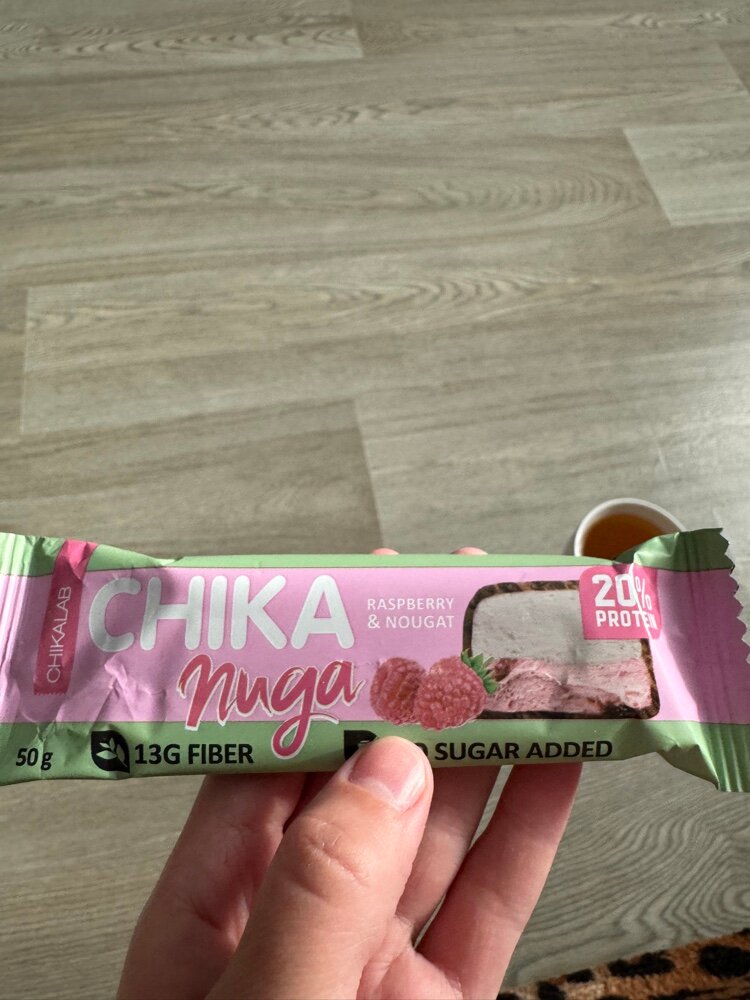 CHIKALAB
CHIKA
nuga
RASPBERRY
& NOUGAT
20%
PROTEIN
50 g
13G FIBER
SUGAR ADDED